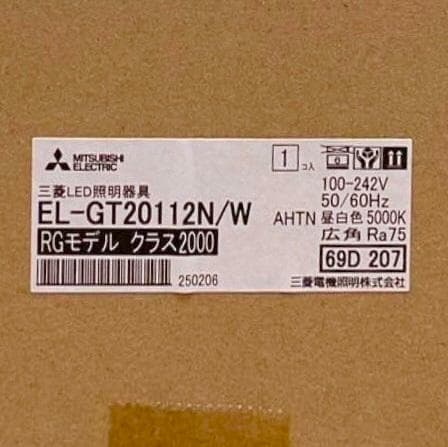 MITSUBISHI
ELECTRIC
1コ入
三菱LED照明器具
100-242V
50/60Hz
EL-GT20112N/W
AHTN 昼白色 5000K
広角 Ra75
RGモデル クラス2000
69D 207
250206
三菱電機照明株式会社